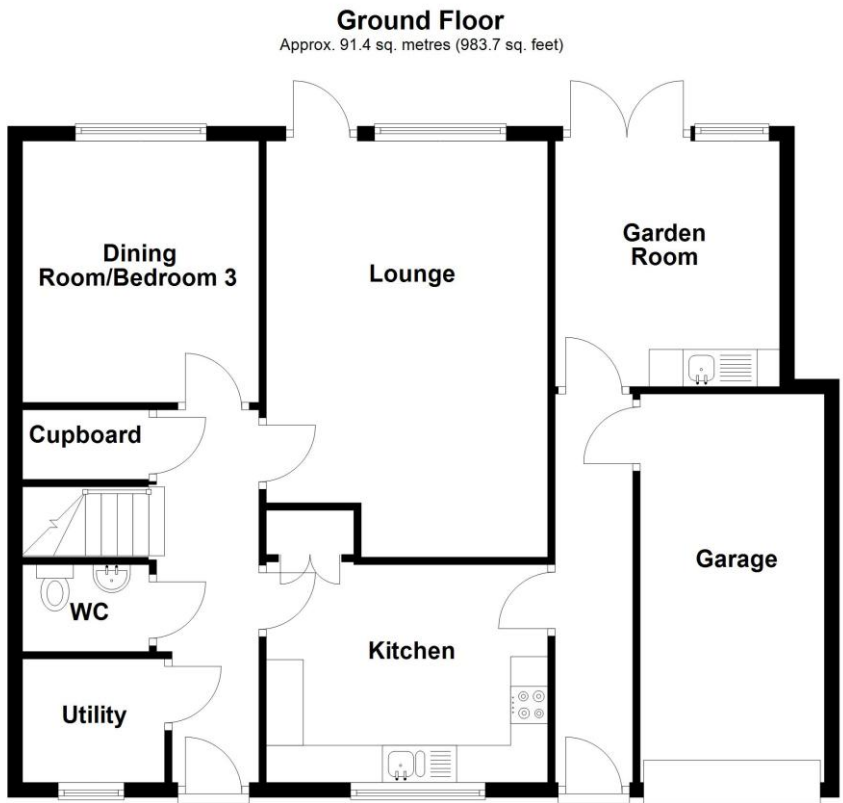 Ground Floor
Approx. 91.4 sq. metres (983.7 sq. feet)
Dining
Room/Bedroom 3
Lounge
Garden
Room
Cupboard
Garage
WC
Kitchen
Utility